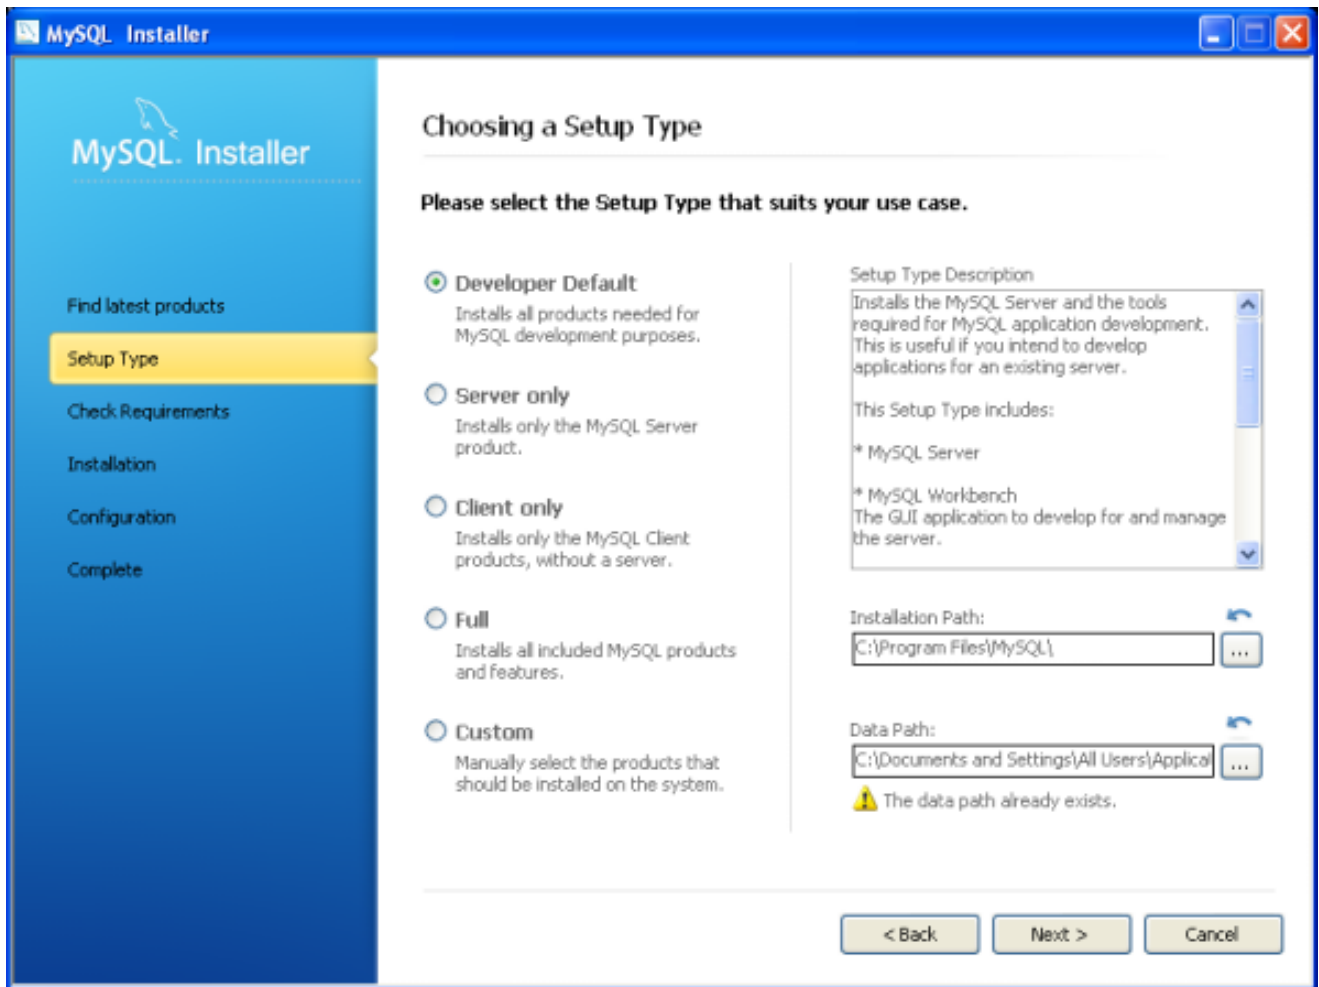 MySQL Installer
MySQL. Installer
Find latest products
Setup Type
Check Requirements
Installation
Configuration
Complete
Choosing a Setup Type
Please select the Setup Type that suits your use case.
Developer Default
Installs all products needed for
MySQL development purposes.
Server only
Installs only the MySQL Server
product.
Client only
Installs only the MySQL Client
products, without a server.
Full
Installs all included MySQL products
and features.
Custom
Manually select the products that
should be installed on the system.
Setup Type Description
Installs the MySQL Server and the tools
required for MySQL application development.
This is useful if you intend to develop
applications for an existing server.
This Setup Type includes:
* MySQL Server
* MySQL Workbench
The GUI application to develop for and manage
the server.
Installation Path:
C:\Program Files\MySQL\
...
Data Path:
C:\Documents and Settings\All Users\Applicat
...
The data path already exists.
< Back
Next >
Cancel